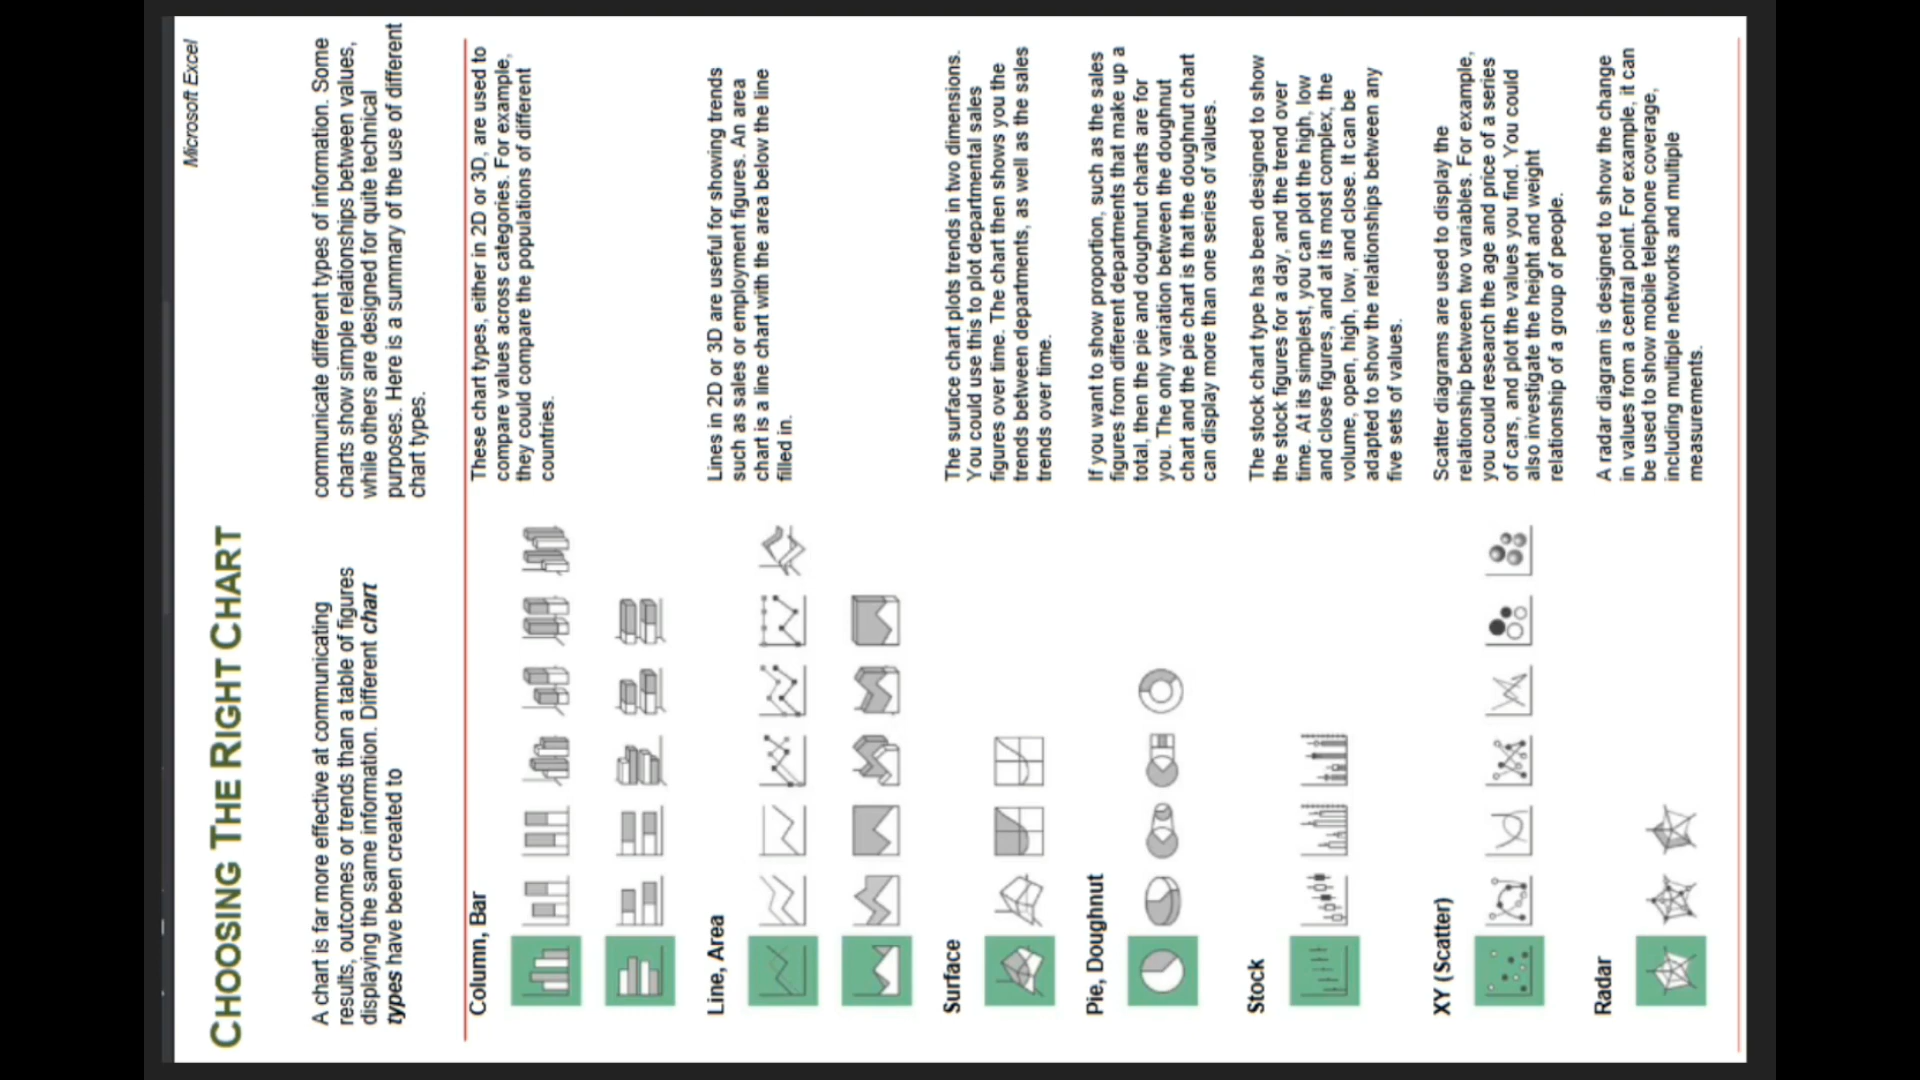 Microsoft Excel
CHOOSING THE RIGHT CHART
A chart is far more effective at communicating
results, outcomes or trends than a table of figures
displaying the same information. Different chart
types have been created to
communicate different types of information. Some
charts show simple relationships between values,
while others are designed for quite technical
purposes. Here is a summary of the use of different
chart types.
Column, Bar
These chart types, either in 2D or 3D, are used to
compare values across categories. For example,
they could compare the populations of different
countries.
Line, Area
Lines in 2D or 3D are useful for showing trends
such as sales or employment figures. An area
chart is a line chart with the area below the line
filled in.
Surface
The surface chart plots trends in two dimensions.
You could use this to plot departmental sales
figures over time. The chart then shows you the
trends between departments, as well as the sales
trends over time.
Pie, Doughnut
If you want to show proportion, such as the sales
figures from different departments that make up a
total, then the pie and doughnut charts are for
you. The only variation between the doughnut
chart and the pie chart is that the doughnut chart
can display more than one series of values.
Stock
The stock chart type has been designed to show
the stock figures for a day, and the trend over
time. At its simplest, you can plot the high, low
and close figures, and at its most complex, the
volume, open, high, low, and close. It can be
adapted to show the relationships between any
five sets of values.
XY (Scatter)
Scatter diagrams are used to display the
relationship between two variables. For example,
you could research the age and price of a series
of cars, and plot the values you find. You could
also investigate the height and weight
relationship of a group of people.
Radar
A radar diagram is designed to show the change
in values from a central point. For example, it can
be used to show mobile telephone coverage,
including multiple networks and multiple
measurements.